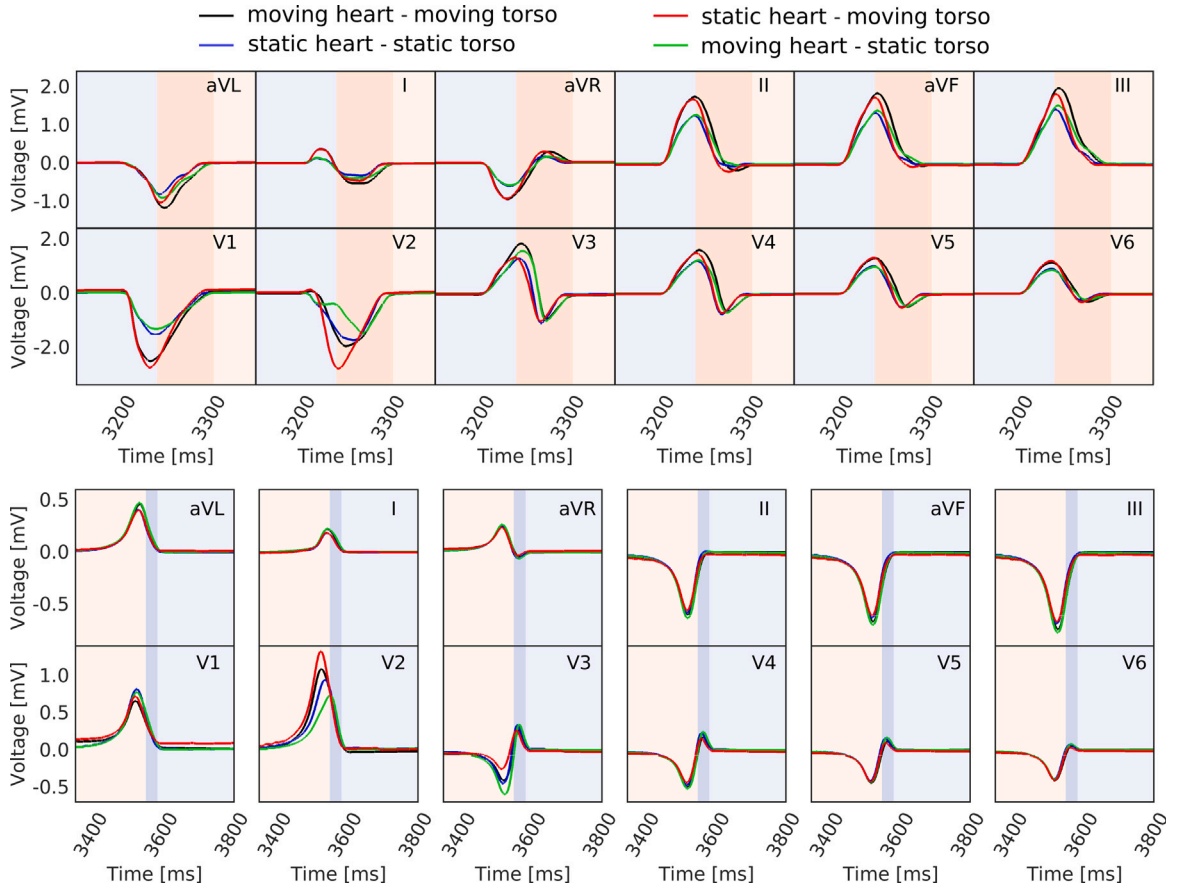 moving heart - moving torso static heart - moving torso
static heart - static torso moving heart - static torso
2.0 aVL I aVR II aVF III
1.0
0.0
-1.0
Voltage [mV]
2.0 V1 V2 V3 V4 V5 V6
0.0
-2.0
Voltage [mV]
3200 3300 3200 3300 3200 3300 3200 3300 3200 3300 3200 3300
Time [ms] Time [ms] Time [ms] Time [ms] Time [ms] Time [ms]
0.5 aVL I aVR II aVF III
0.0
-0.5
Voltage [mV]
V1 V2 V3 V4 V5 V6
1.0
0.5
0.0
-0.5
Voltage [mV]
3400 3600 3800 3400 3600 3800 3400 3600 3800 3400 3600 3800 3400 3600 3800 3400 3600 3800
Time [ms] Time [ms] Time [ms] Time [ms] Time [ms] Time [ms]